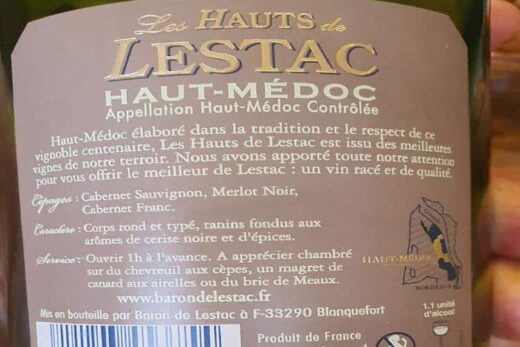 Les HAUTS de
LESTAC
HAUT-MÉDOC
Appellation Haut-Médoc Contrôlée
Haut-Médoc élaboré dans la tradition et le respect de ce
vignoble centenaire, Les Hauts de Lestac est issu des meilleures
vignes de notre terroir. Nous avons apporté toute notre attention
pour vous offrir le meilleur de Lestac : un vin racé et de qualité.
Cépages : Cabernet Sauvignon, Merlot Noir,
Cabernet Franc.
Caractère : Corps rond et typé, tanins fondus aux
arômes de cerise noire et d'épices.
Service : Ouvrir 1h à l'avance. A apprécier chambré
sur du chevreuil aux cèpes, un magret de
canard aux airelles ou du bric de Meaux.
www.barondelestac.fr
HAUT-MÉDOC
BORDEAUX
1.1 unité
d'alcool
Mis en bouteille par Baron de Lestac à F-33290 Blanquefort
Produit de France